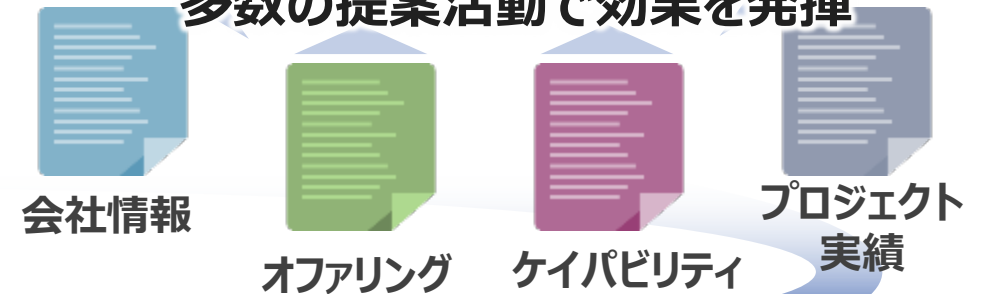 多数の提案活動で効果を発揮
会社情報
オファリング
ケイパビリティ
プロジェクト
実績